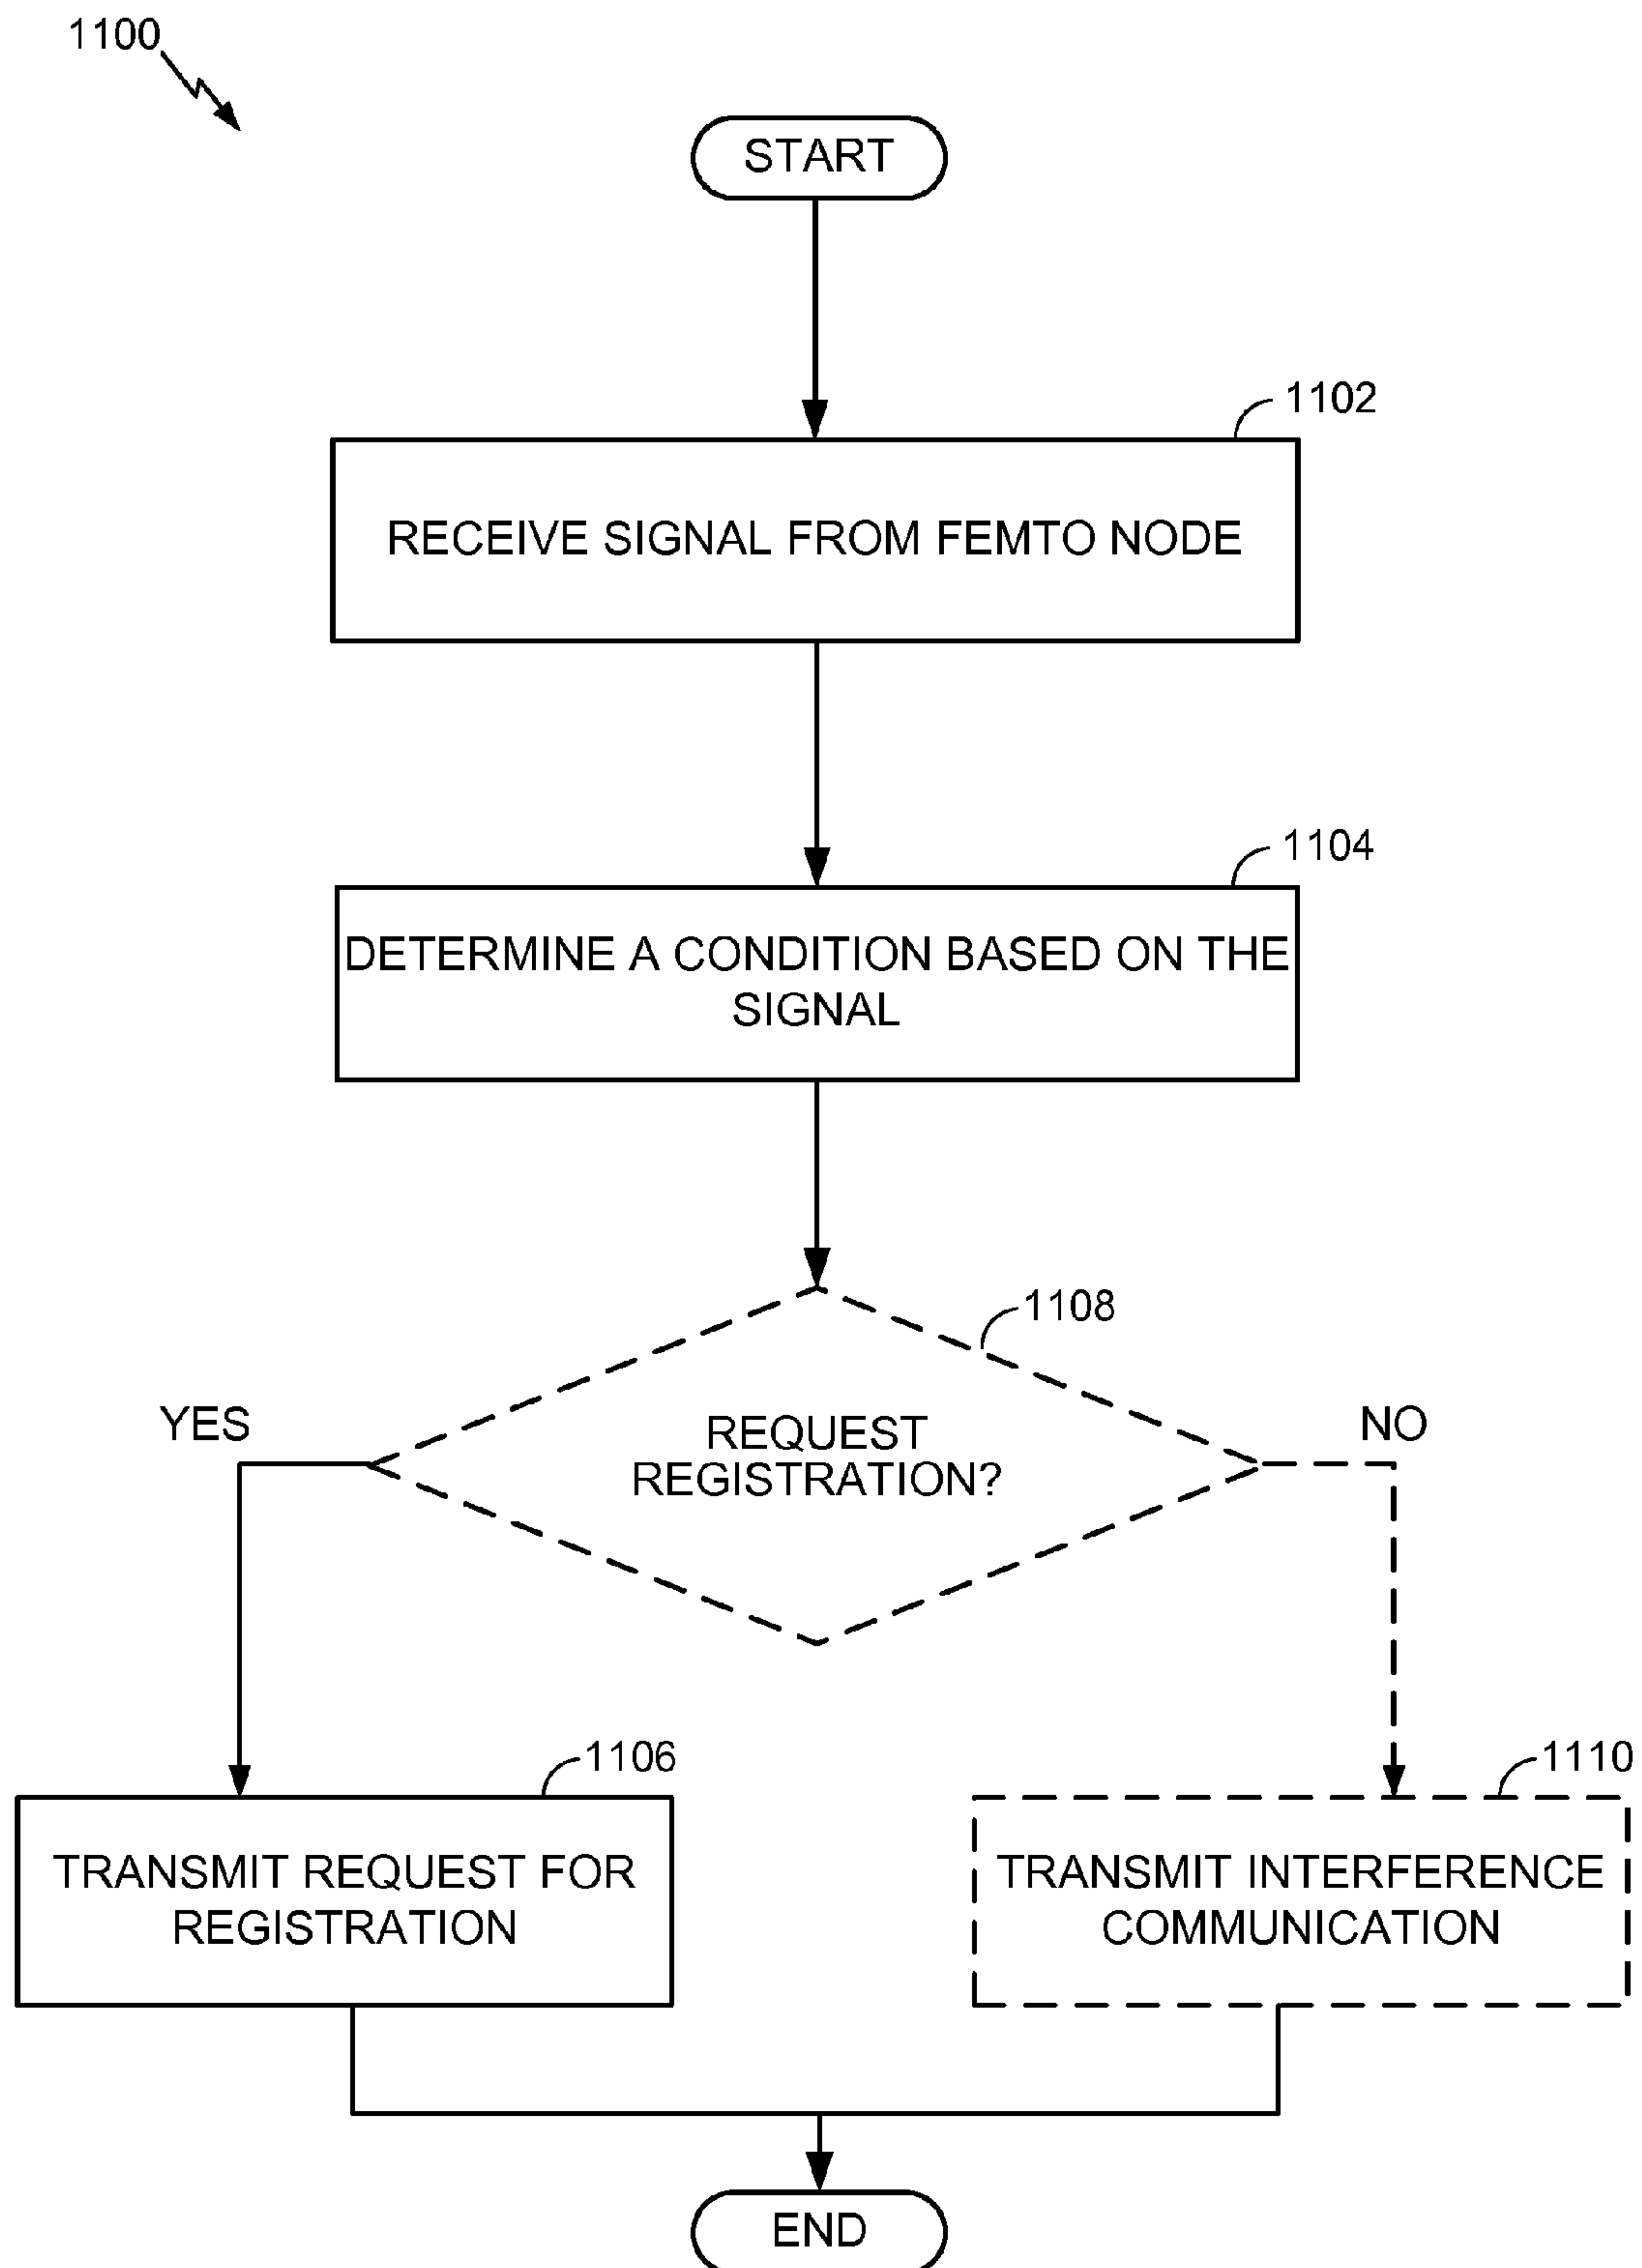 1100
START
1102
RECEIVE SIGNAL FROM FEMTO NODE
1104
DETERMINE A CONDITION BASED ON THE
SIGNAL
1108
YES
REQUEST
REGISTRATION?
NO
1106
TRANSMIT REQUEST FOR
REGISTRATION
1110
TRANSMIT INTERFERENCE
COMMUNICATION
END